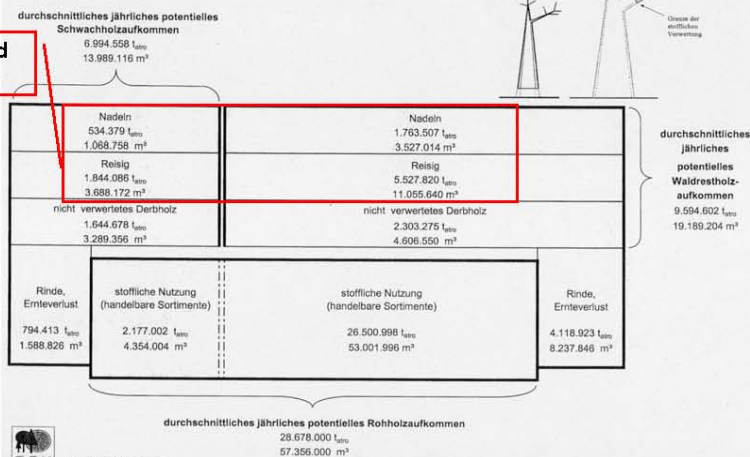 durchschnittliches jährliches potentielles
Schwachholzaufkommen
6.994.558 tatro
13.989.116 m³
d
Grenze der
stofflichen
Verwertung
Nadeln
534.379 tatro
1.068.758 m³
Nadeln
1.763.507 tatro
3.527.014 m³
Reisig
1.844.086 tatro
3.688.172 m³
Reisig
5.527.820 tatro
11.055.640 m³
nicht verwertetes Derbholz
1.644.678 tatro
3.289.356 m³
nicht verwertetes Derbholz
2.303.275 tatro
4.606.550 m³
durchschnittliches
jährliches
potentielles
Waldrestholz-
aufkommen
9.594.602 tatro
19.189.204 m³
Rinde,
Ernteverlust
794.413 tatro
1.588.826 m³
stoffliche Nutzung
(handelbare Sortimente)
2.177.002 tatro
4.354.004 m³
stoffliche Nutzung
(handelbare Sortimente)
26.500.998 tatro
53.001.996 m³
Rinde,
Ernteverlust
4.118.923 tatro
8.237.846 m³
durchschnittliches jährliches potentielles Rohholzaufkommen
28.678.000 tatro
57.356.000 m³